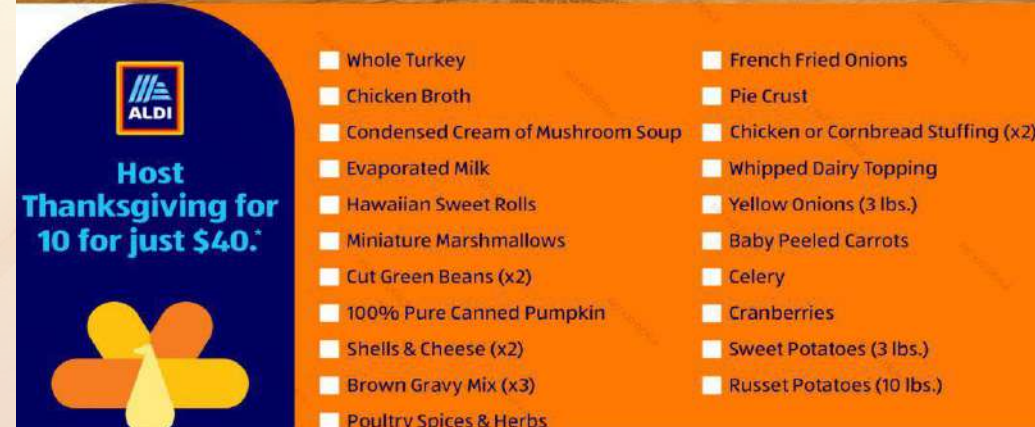 ALDI
Host
Thanksgiving for
10 for just $40.*
Whole Turkey
Chicken Broth
Condensed Cream of Mushroom Soup
Evaporated Milk
Hawaiian Sweet Rolls
Miniature Marshmallows
Cut Green Beans (x2)
100% Pure Canned Pumpkin
Shells & Cheese (x2)
Brown Gravy Mix (x3)
Poultry Spices & Herbs
French Fried Onions
Pie Crust
Chicken or Cornbread Stuffing (x2)
Whipped Dairy Topping
Yellow Onions (3 lbs.)
Baby Peeled Carrots
Celery
Cranberries
Sweet Potatoes (3 lbs.)
Russet Potatoes (10 lbs.)